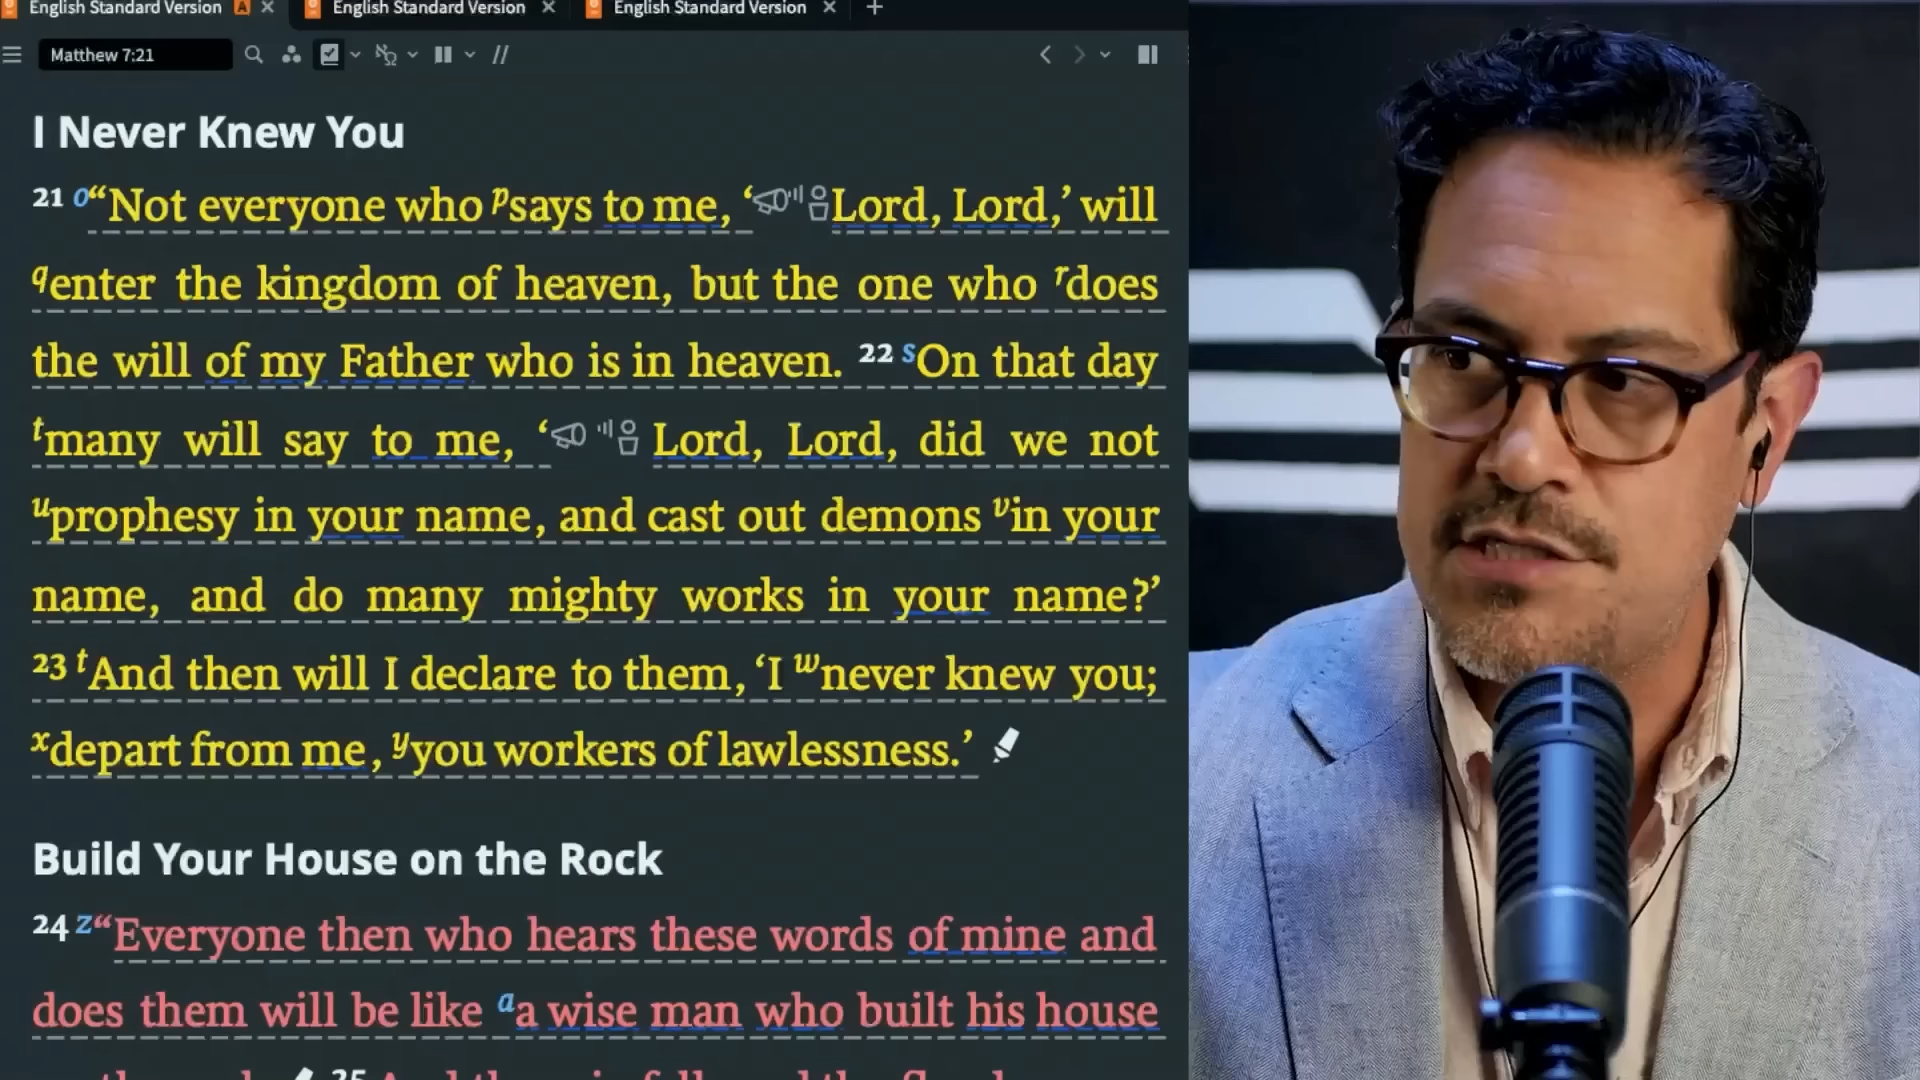 English Standard Version A
English Standard Version
English Standard Version
Matthew 7:21
I Never Knew You
21 o“Not everyone who psays to me, ‘Lord, Lord,’ will
qenter the kingdom of heaven, but the one who rdoes
the will of my Father who is in heaven. 22 sOn that day
tmany will say to me, ‘Lord, Lord, did we not
uprophesy in your name, and cast out demons vin your
name, and do many mighty works in your name?’
23 tAnd then will I declare to them, ‘I wnever knew you;
xdepart from me, yyou workers of lawlessness.’
Build Your House on the Rock
24 z“Everyone then who hears these words of mine and
does them will be like aa wise man who built his house
25